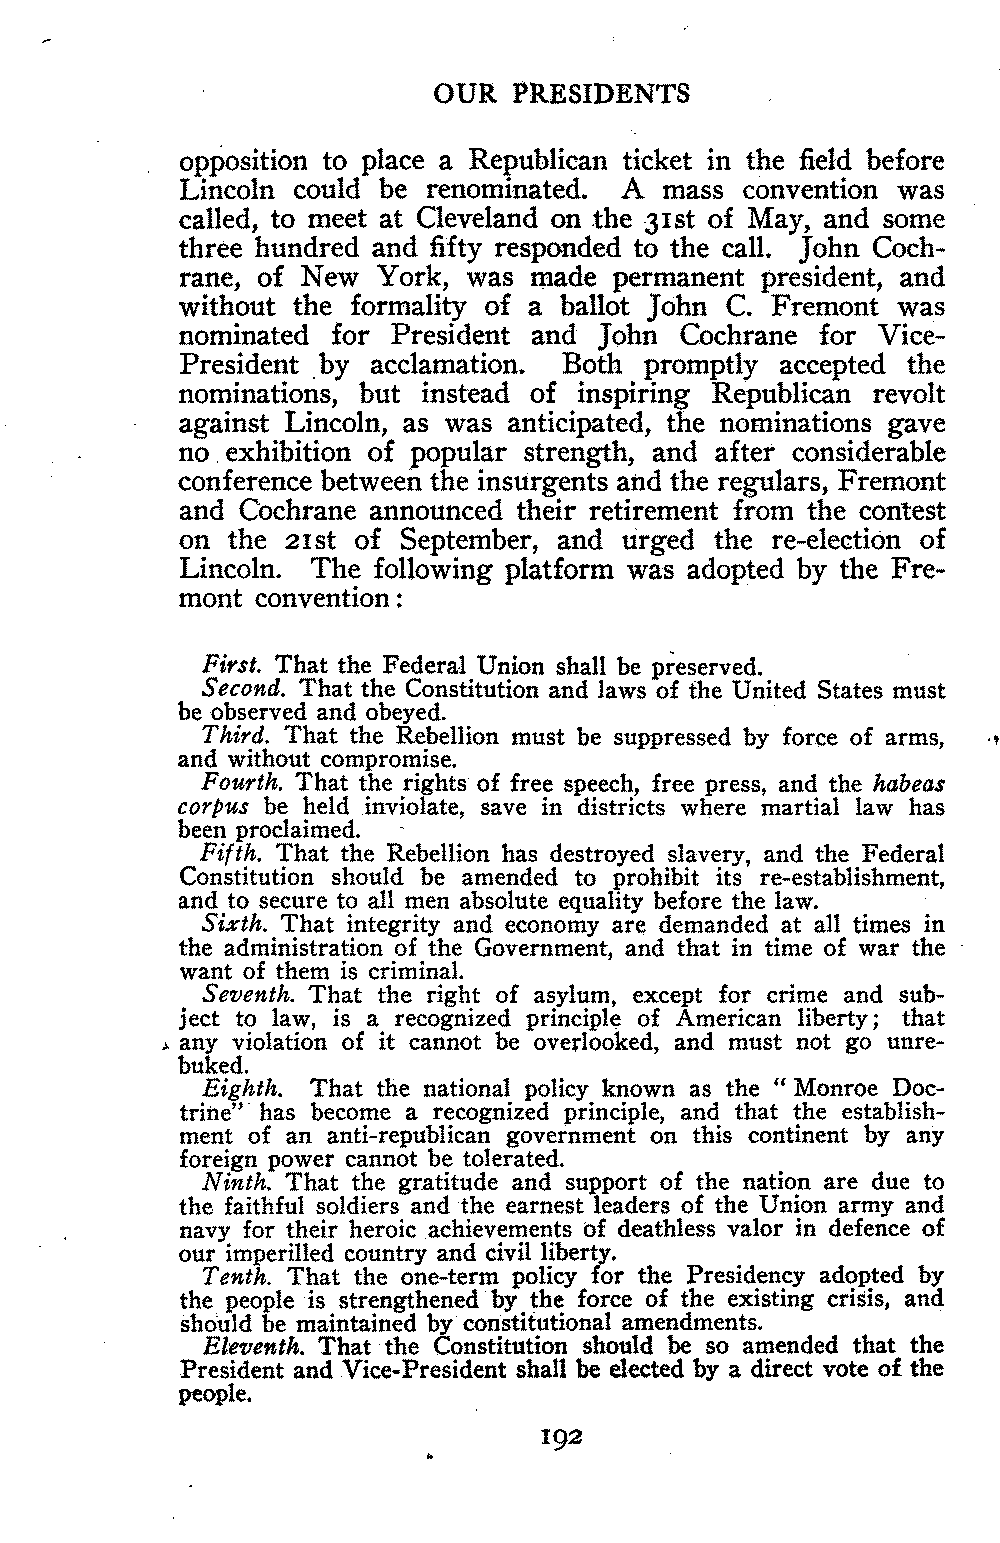 OUR PRESIDENTS
opposition to place a Republican ticket in the field before
Lincoln could be renominated. A mass convention was
called, to meet at Cleveland on the 31st of May, and some
three hundred and fifty responded to the call. John Coch-
rane, of New York, was made permanent president, and
without the formality of a ballot John C. Fremont was
nominated for President and John Cochrane for Vice-
President by acclamation. Both promptly accepted the
nominations, but instead of inspiring Republican revolt
against Lincoln, as was anticipated, the nominations gave
no exhibition of popular strength, and after considerable
conference between the insurgents and the regulars, Fremont
and Cochrane announced their retirement from the contest
on the 21st of September, and urged the re-election of
Lincoln. The following platform was adopted by the Fre-
mont convention:
First. That the Federal Union shall be preserved.
Second. That the Constitution and laws of the United States must
be observed and obeyed.
Third. That the Rebellion must be suppressed by force of arms,
and without compromise.
Fourth. That the rights of free speech, free press, and the habeas
corpus be held inviolate, save in districts where martial law has
been proclaimed.
Fifth. That the Rebellion has destroyed slavery, and the Federal
Constitution should be amended to prohibit its re-establishment,
and to secure to all men absolute equality before the law.
Sixth. That integrity and economy are demanded at all times in
the administration of the Government, and that in time of war the
want of them is criminal.
Seventh. That the right of asylum, except for crime and sub-
ject to law, is a recognized principle of American liberty; that
any violation of it cannot be overlooked, and must not go unre-
buked.
Eighth. That the national policy known as the “ Monroe Doc-
trine” has become a recognized principle, and that the establish-
ment of an anti-republican government on this continent by any
foreign power cannot be tolerated.
Ninth. That the gratitude and support of the nation are due to
the faithful soldiers and the earnest leaders of the Union army and
navy for their heroic achievements of deathless valor in defence of
our imperilled country and civil liberty.
Tenth. That the one-term policy for the Presidency adopted by
the people is strengthened by the force of the existing crisis, and
should be maintained by constitutional amendments.
Eleventh. That the Constitution should be so amended that the
President and Vice-President shall be elected by a direct vote of the
people.
192